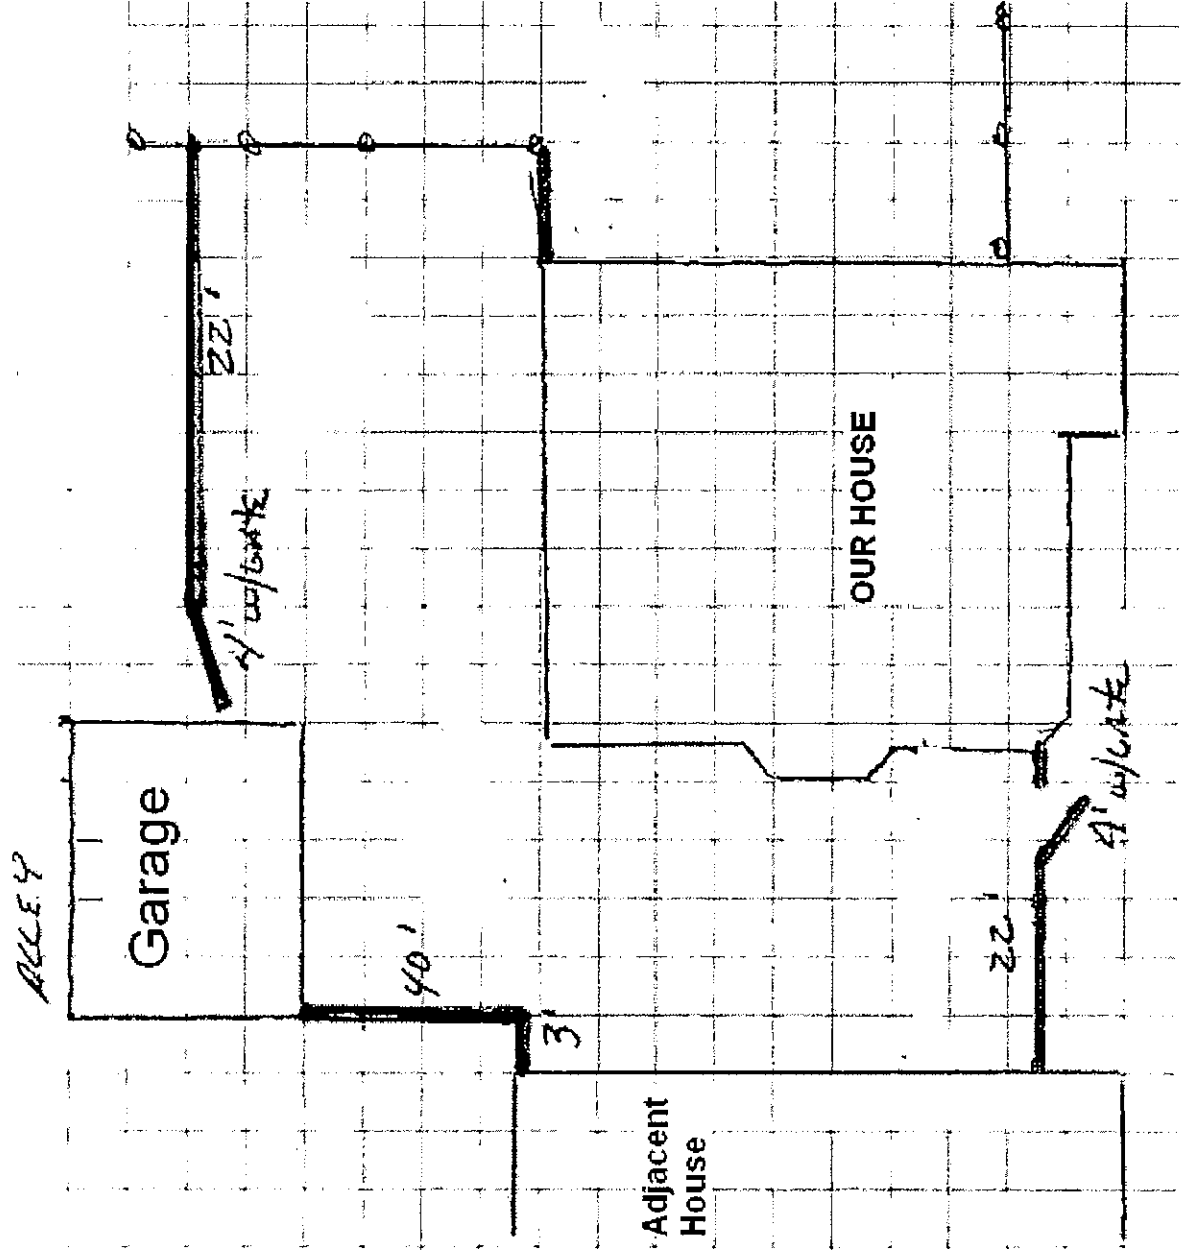 ALLEY
Garage
22'
4' w/GATE
40'
3'
OUR HOUSE
22'
4' w/GATE
Adjacent
House